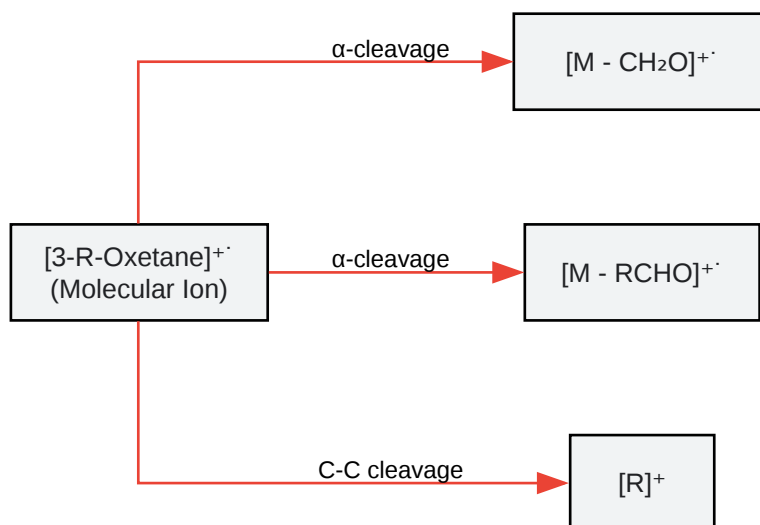 α-cleavage
[M - CH₂O]⁺˙
[3-R-Oxetane]⁺˙
(Molecular Ion)
α-cleavage
[M - RCHO]⁺˙
C-C cleavage
[R]⁺